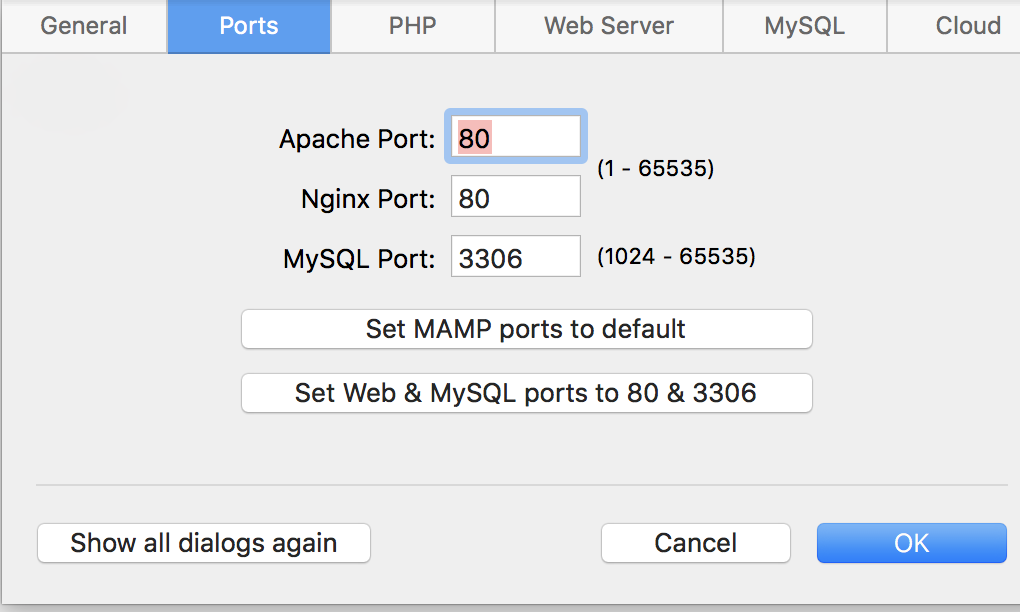 General Ports PHP Web Server MySQL Cloud
Apache Port: 80
(1 - 65535)
Nginx Port: 80
MySQL Port: 3306 (1024 - 65535)
Set MAMP ports to default
Set Web & MySQL ports to 80 & 3306
Show all dialogs again Cancel OK